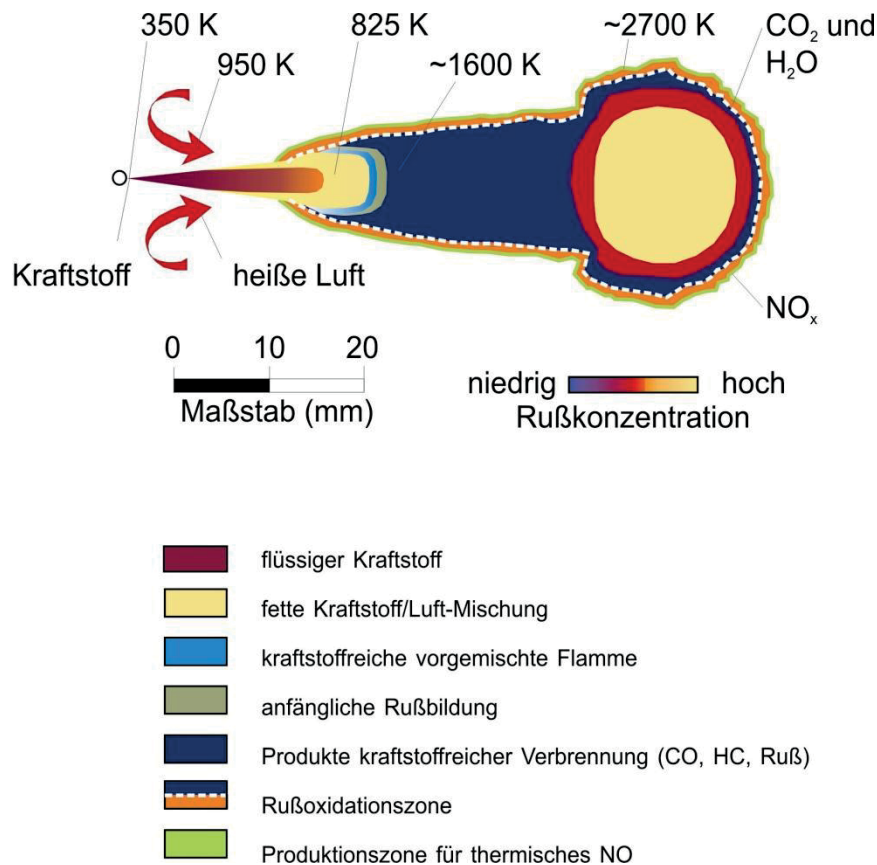 350 K
825 K
~2700 K
CO₂ und
H₂O
950 K
~1600 K
Kraftstoff
heiße Luft
NOₓ
0 10 20
Maßstab (mm)
niedrig hoch
Rußkonzentration
flüssiger Kraftstoff
fette Kraftstoff/Luft-Mischung
kraftstoffreiche vorgemischte Flamme
anfängliche Rußbildung
Produkte kraftstoffreicher Verbrennung (CO, HC, Ruß)
Rußoxidationszone
Produktionszone für thermisches NO